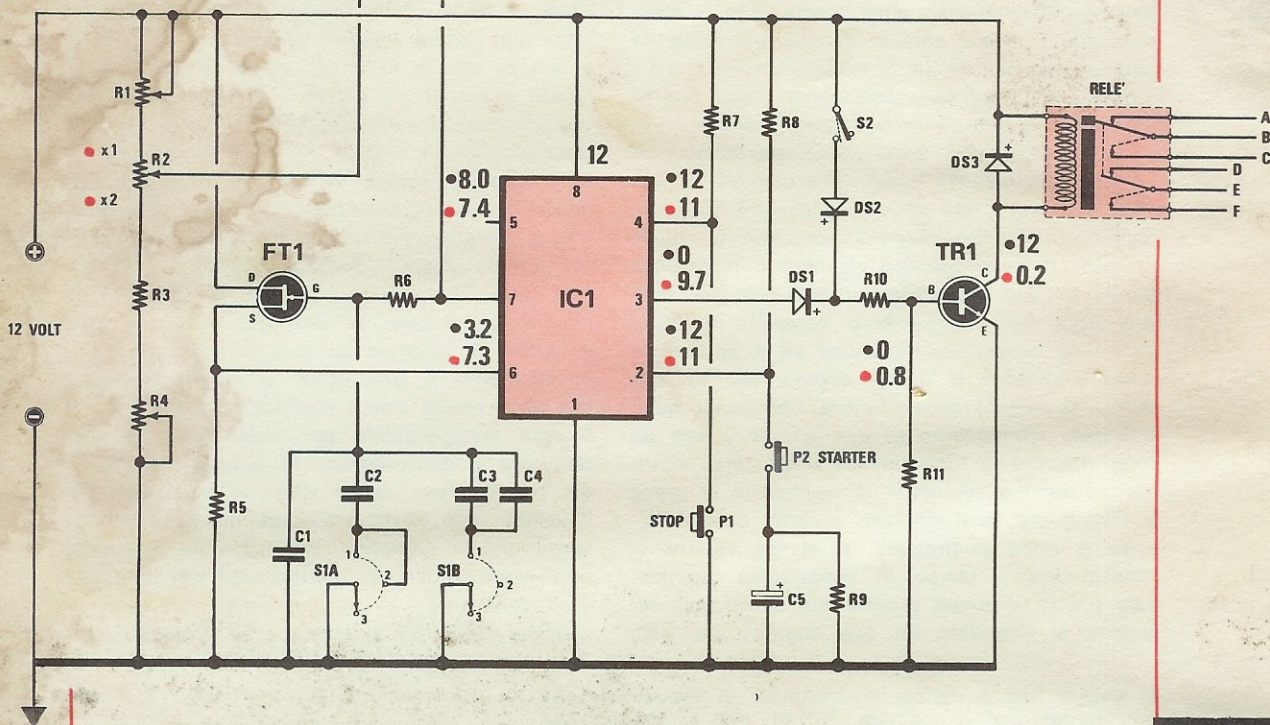 RELE'
A
B
C
D
E
F
R1
R7
R8
S2
DS3
x1
R2
x2
12
8.0
7.4
8
5
12
11
4
DS2
FT1
D
G
S
R6
7
IC1
0
9.7
3
DS1
R10
TR1
B
C
E
12
0.2
12 VOLT
+
−
R3
3.2
7.3
6
12
11
2
1
0
0.8
R4
R5
C1
C2
C3
C4
S1A
1
2
3
S1B
1
2
3
STOP
P1
P2 STARTER
R11
C5
+
R9